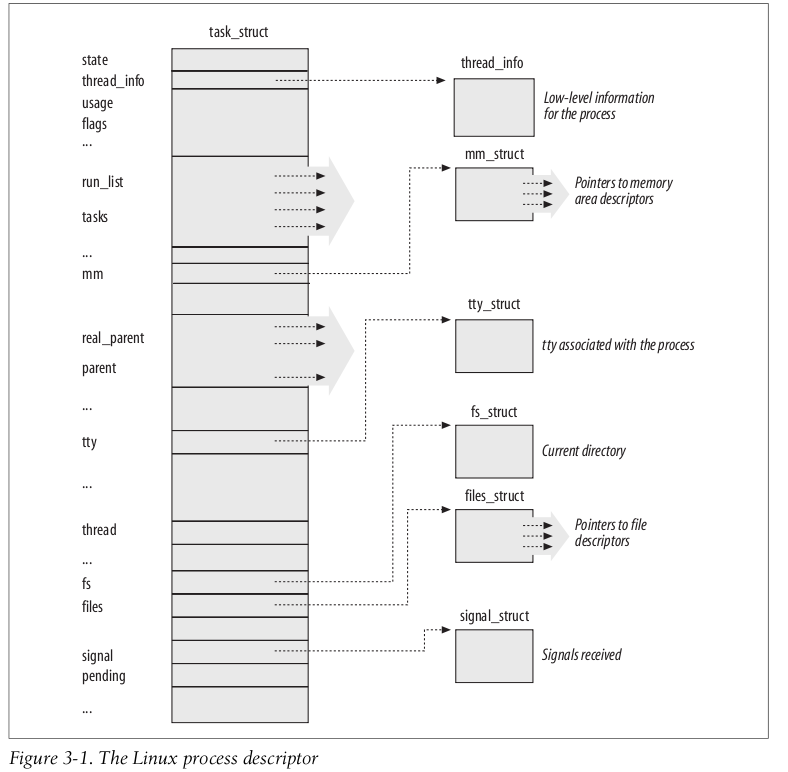 task_struct
state
thread_info
usage
flags
...
run_list
tasks
...
mm
real_parent
parent
...
tty
...
thread
...
fs
files
signal
pending
...
thread_info
Low-level information
for the process
mm_struct
Pointers to memory
area descriptors
tty_struct
tty associated with the process
fs_struct
Current directory
files_struct
Pointers to file
descriptors
signal_struct
Signals received
Figure 3-1. The Linux process descriptor